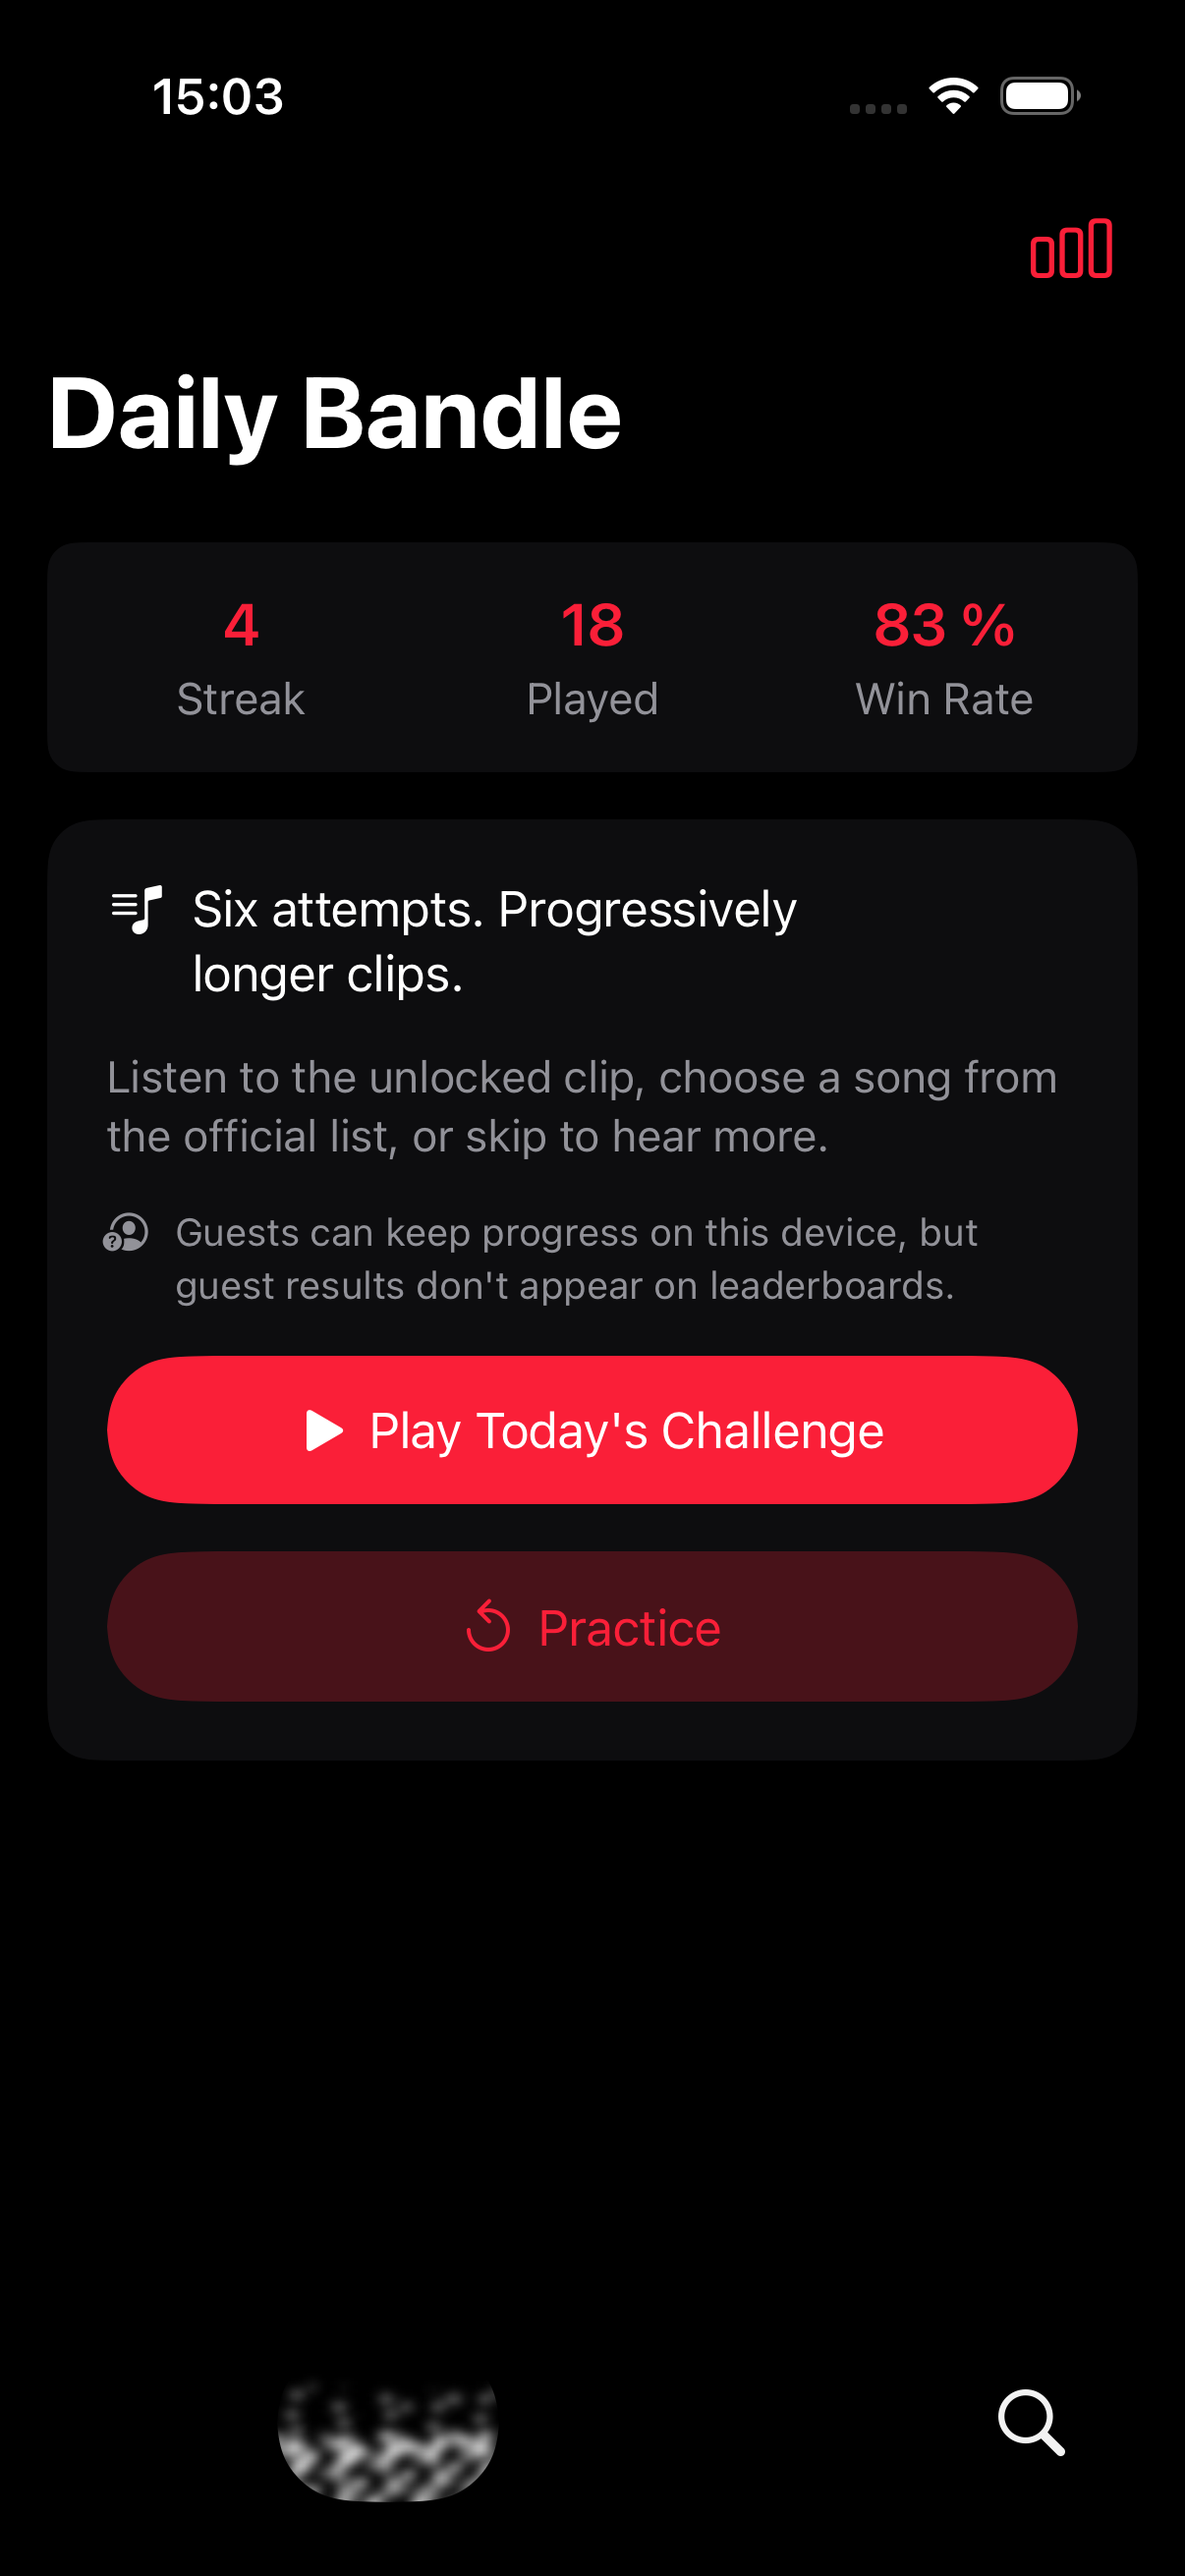 15:03
Daily Bandle
4
18
83 %
Streak
Played
Win Rate
Six attempts. Progressively
longer clips.
Listen to the unlocked clip, choose a song from
the official list, or skip to hear more.
Guests can keep progress on this device, but
guest results don't appear on leaderboards.
Play Today's Challenge
Practice